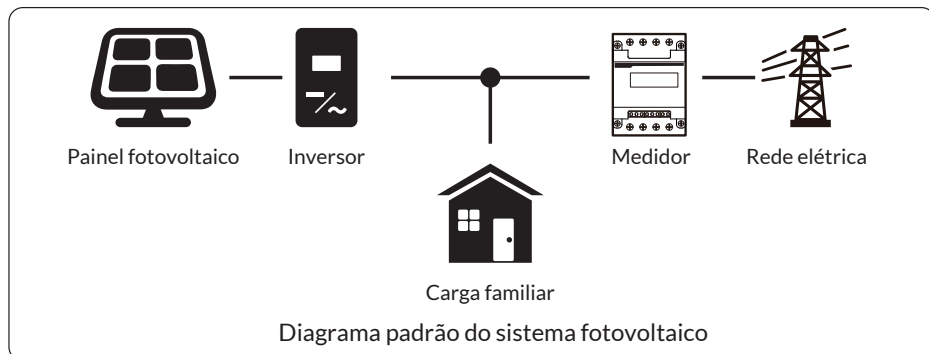 Painel fotovoltaico
Inversor
Medidor
Rede elétrica
Carga familiar
Diagrama padrão do sistema fotovoltaico